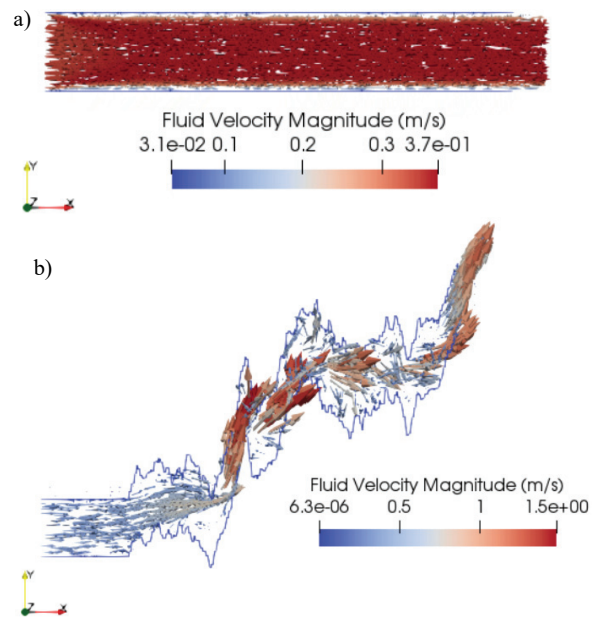 a)
Fluid Velocity Magnitude (m/s)
3.1e-02 0.1 0.2 0.3 3.7e-01
Y
Z X
b)
Fluid Velocity Magnitude (m/s)
6.3e-06 0.5 1 1.5e+00
Y
Z X